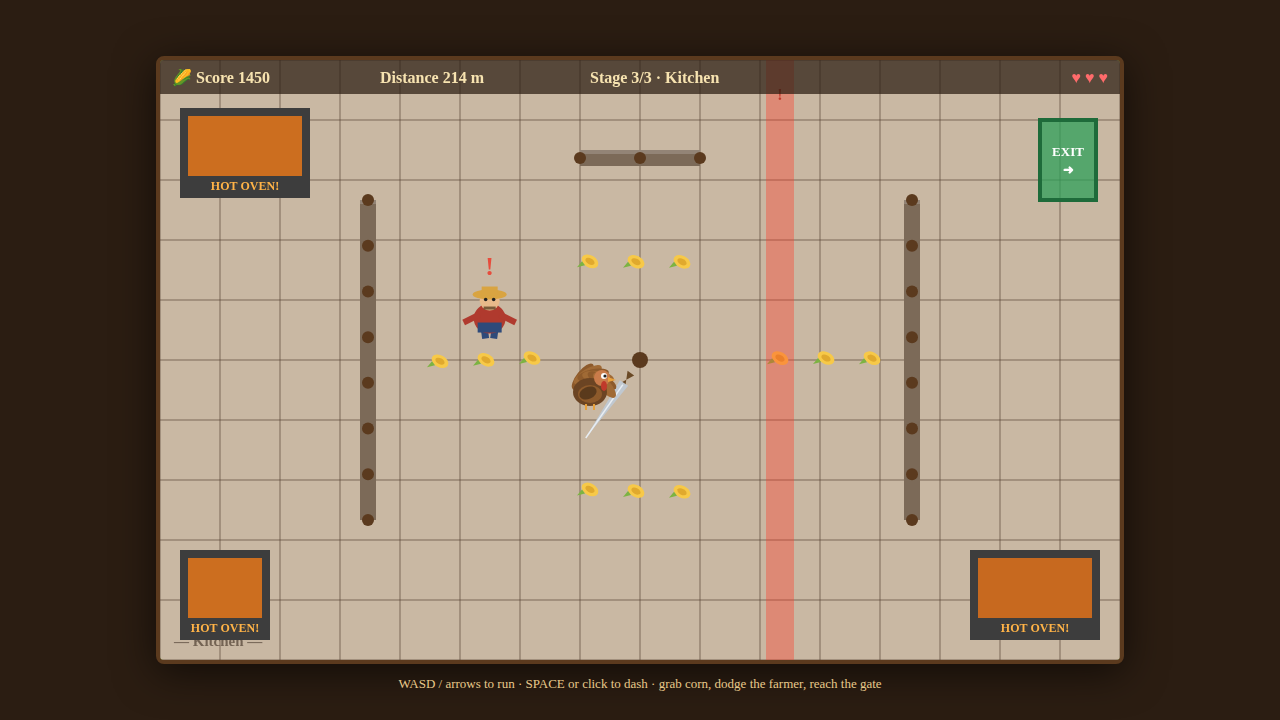 🌽 Score 1450
Distance 214 m
Stage 3/3 · Kitchen
♥ ♥ ♥
!
HOT OVEN!
EXIT
➜
!
HOT OVEN!
HOT OVEN!
— Kitchen —
WASD / arrows to run · SPACE or click to dash · grab corn, dodge the farmer, reach the gate